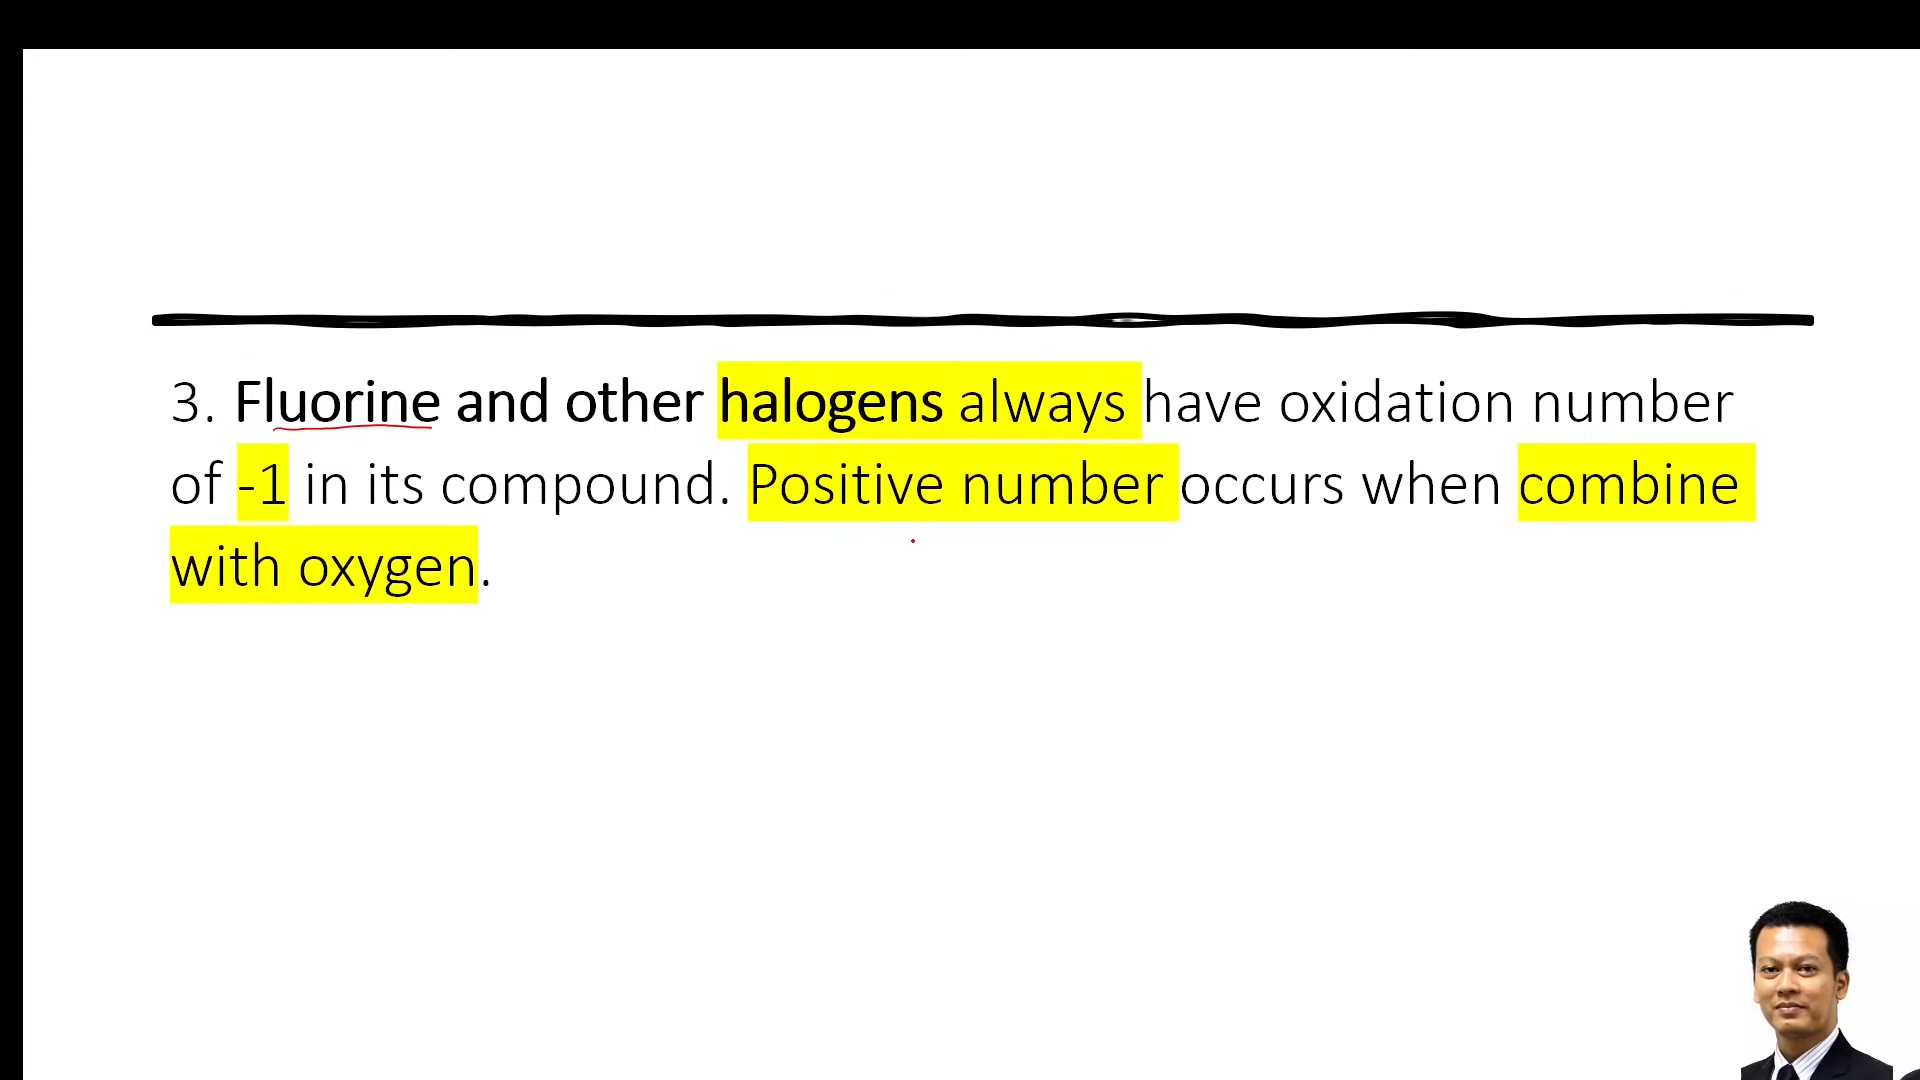 3. Fluorine and other halogens always have oxidation number
of -1 in its compound. Positive number occurs when combine
with oxygen.